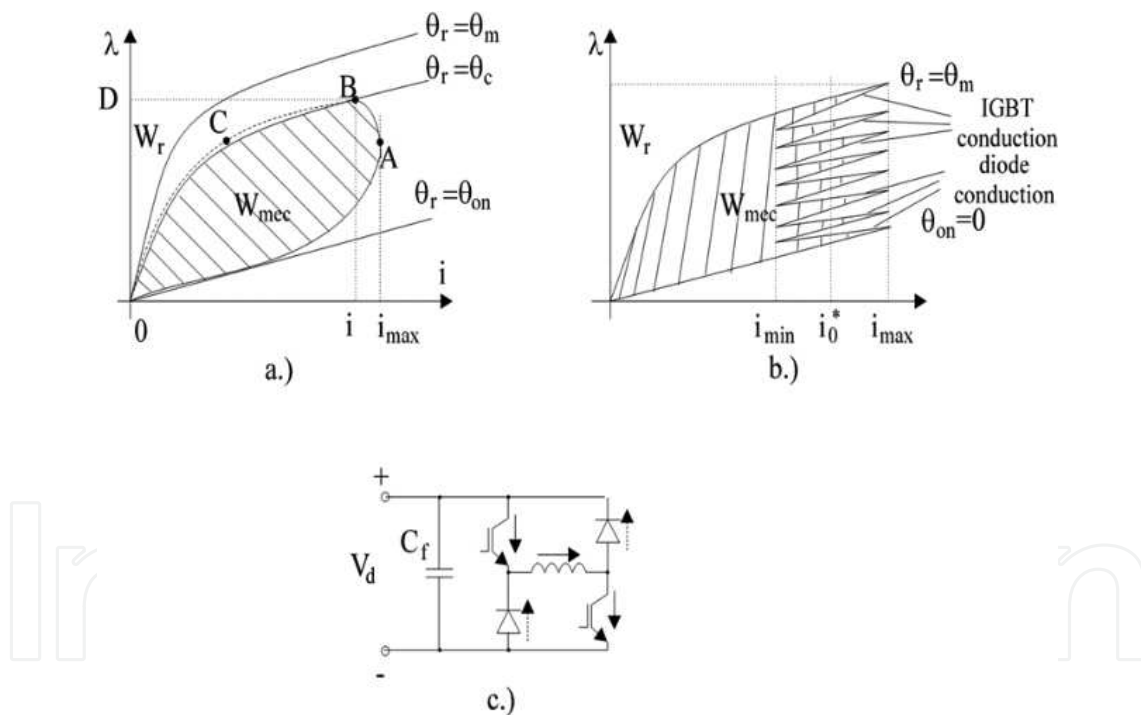 λ
D
Wr
C
B
A
Wmec
θr=θm
θr=θc
θr=θon
i
0
i
imax
a.)
λ
Wr
Wmec
θr=θm
IGBT
conduction
diode
conduction
θon=0
imin
i0*
imax
b.)
+
Vd
Cf
-
c.)